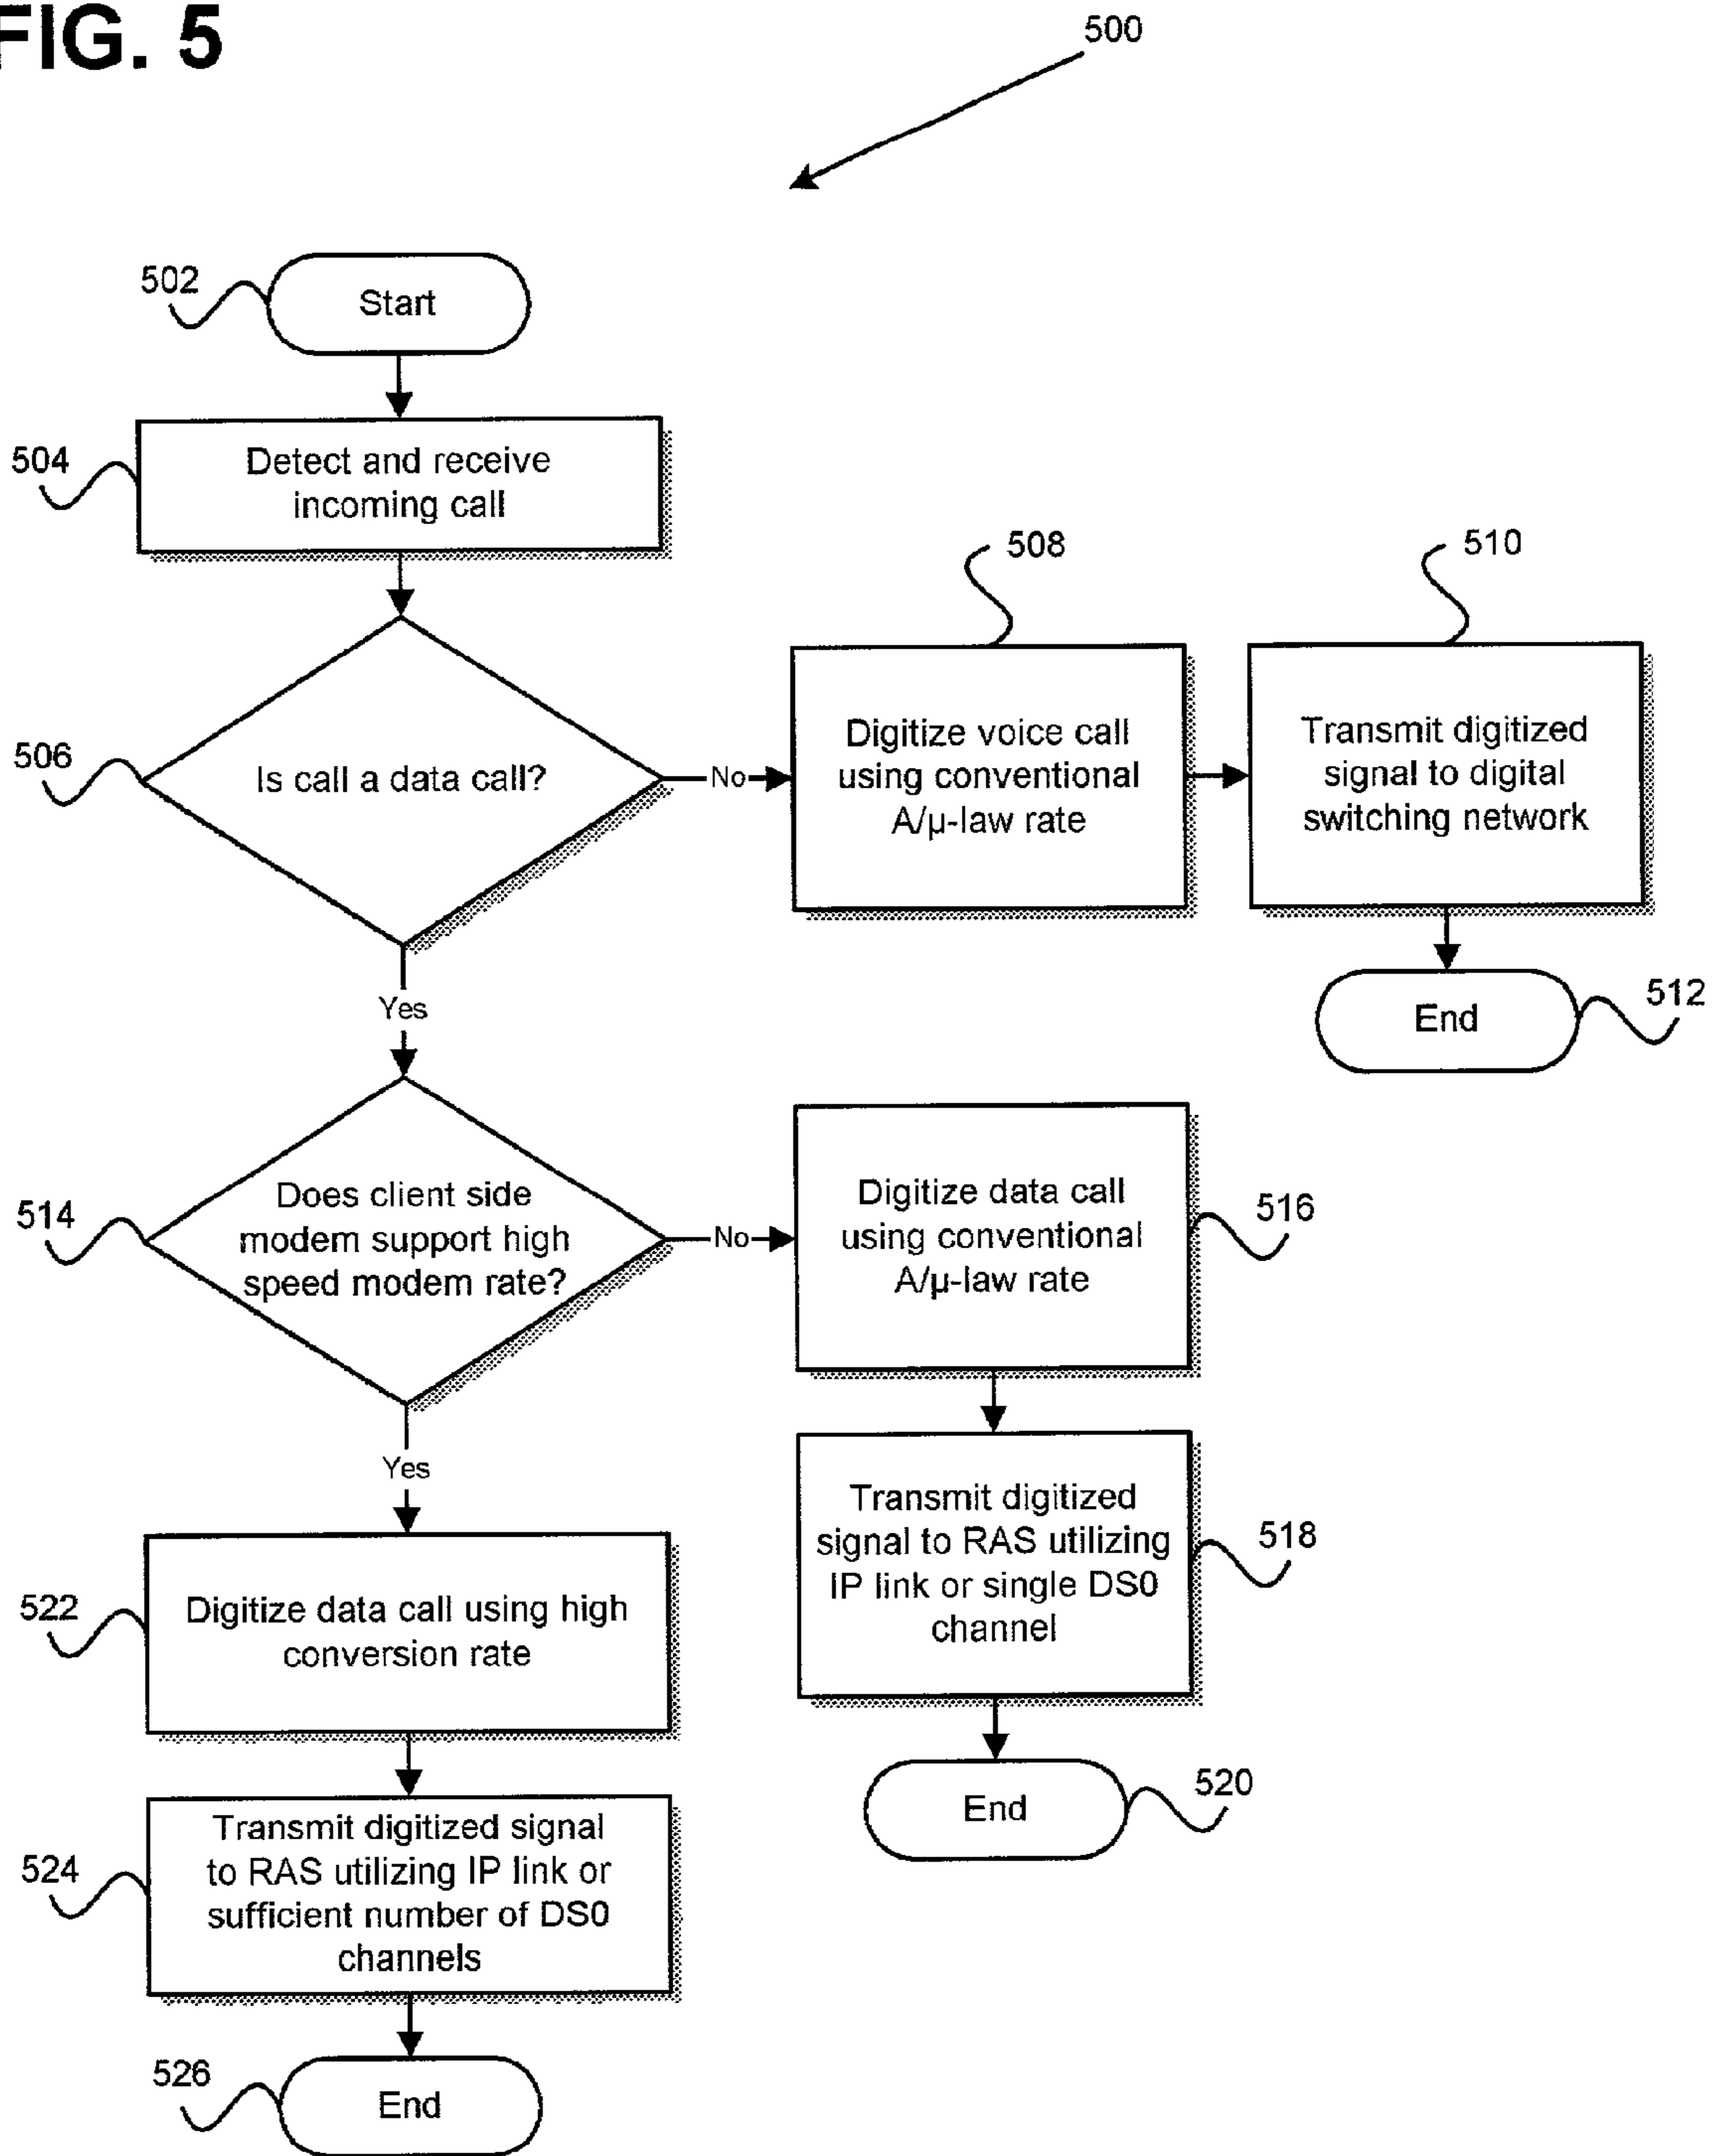 FIG. 5
500
502
Start
504
Detect and receive
incoming call
506
Is call a data call?
No
508
Digitize voice call
using conventional
A/µ-law rate
510
Transmit digitized
signal to digital
switching network
512
End
Yes
514
Does client side
modem support high
speed modem rate?
No
516
Digitize data call
using conventional
A/µ-law rate
518
Transmit digitized
signal to RAS utilizing
IP link or single DS0
channel
520
End
Yes
522
Digitize data call using high
conversion rate
524
Transmit digitized signal
to RAS utilizing IP link or
sufficient number of DS0
channels
526
End